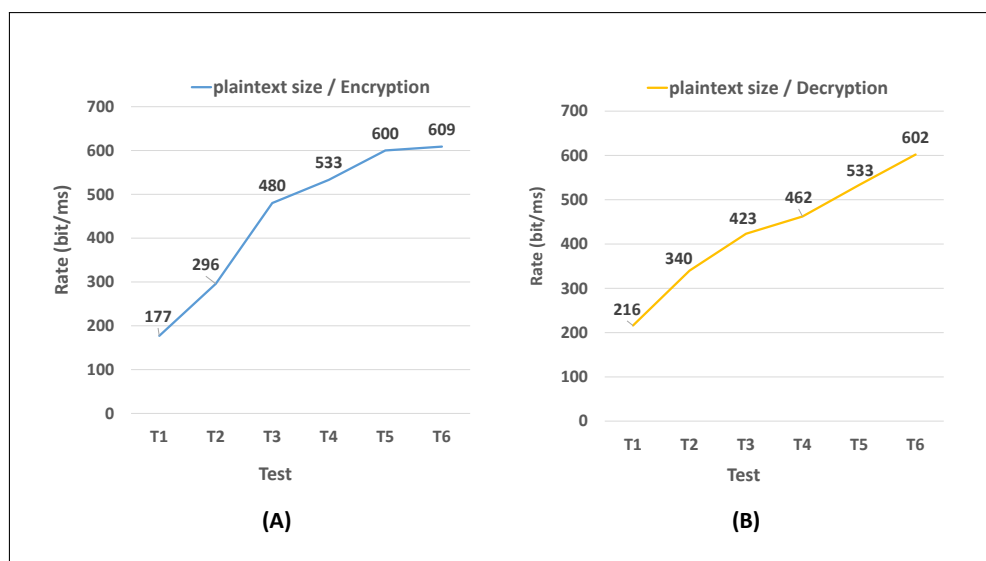 plaintext size / Encryption
700
600
500
400
300
200
100
0
Rate (bit/ms)
177
296
480
533
600
609
T1 T2 T3 T4 T5 T6
Test
(A)
plaintext size / Decryption
700
600
500
400
300
200
100
0
Rate (bit/ms)
216
340
423
462
533
602
T1 T2 T3 T4 T5 T6
Test
(B)